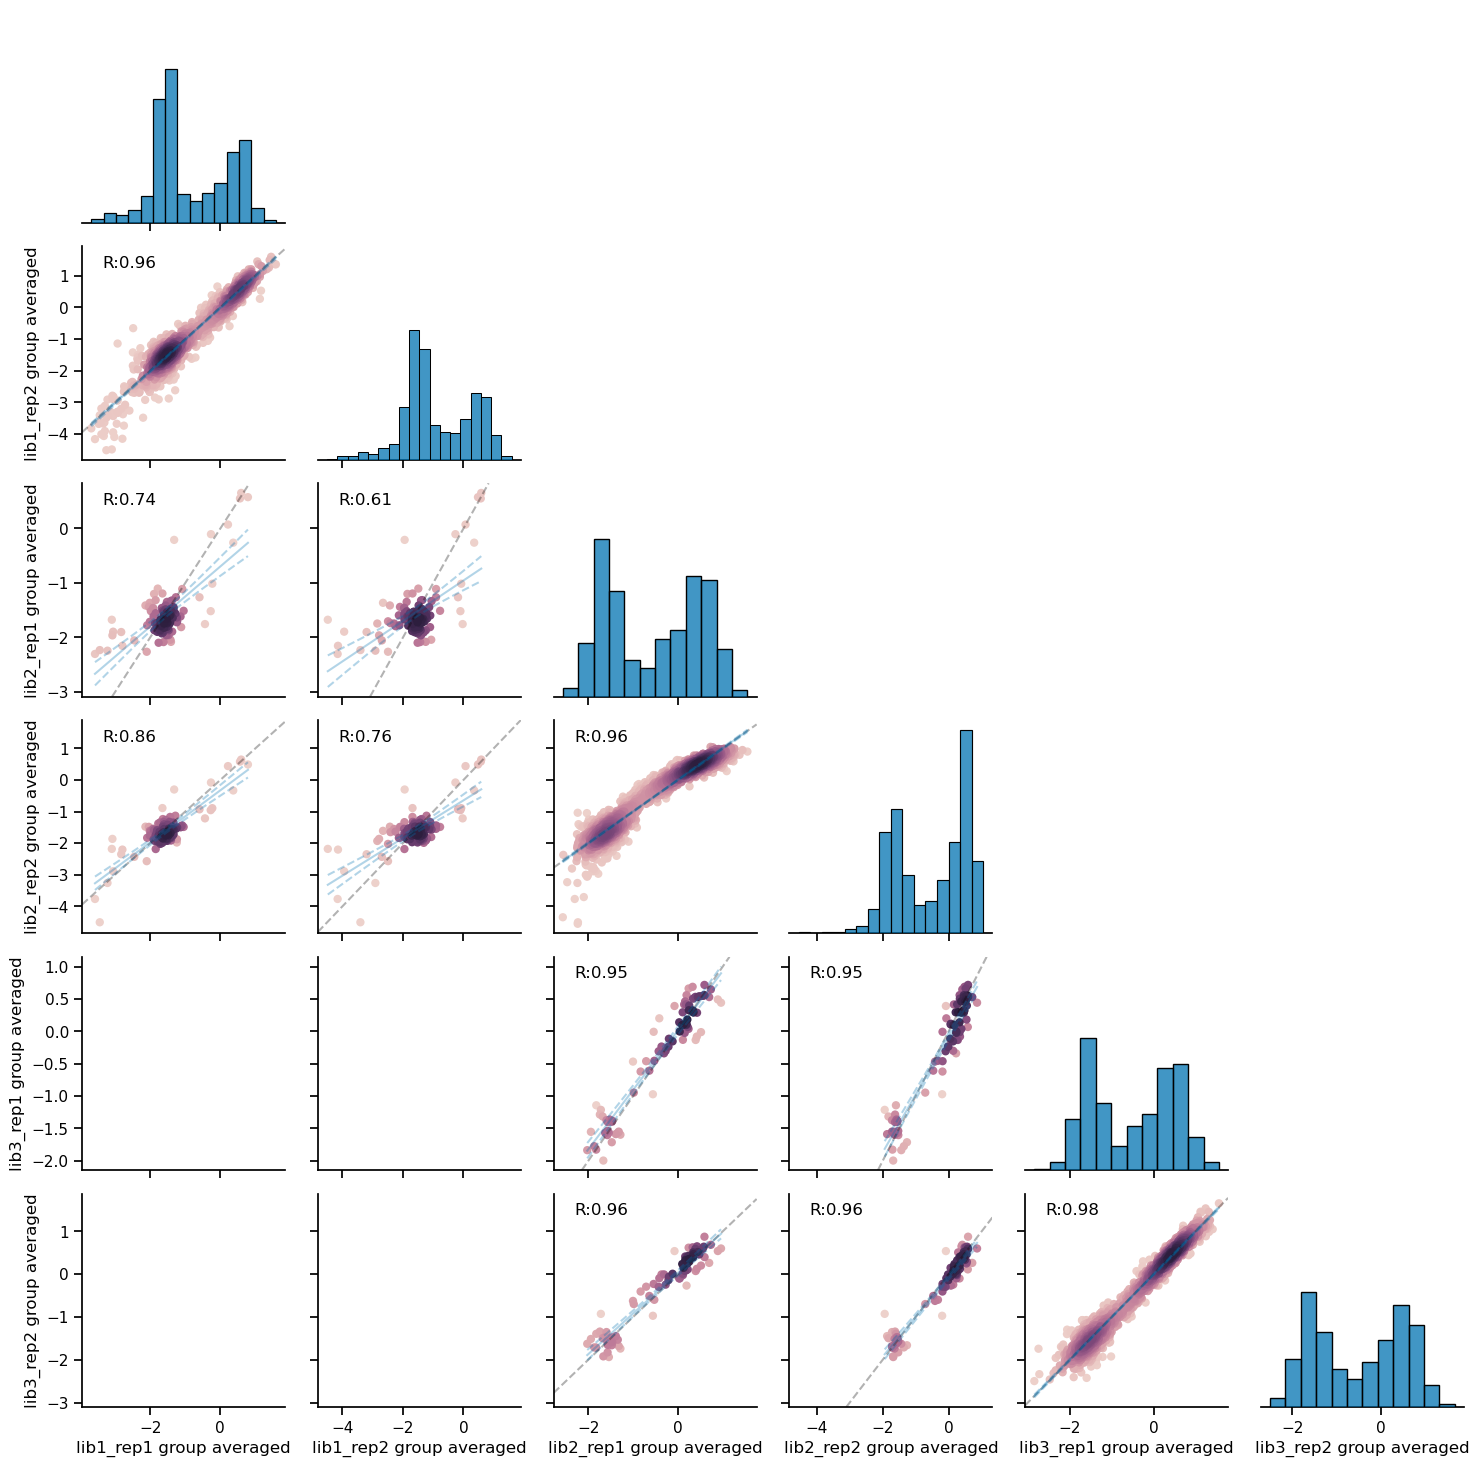 lib1_rep2 group averaged
1
0
−1
−2
−3
−4
R:0.96
lib2_rep1 group averaged
0
−1
−2
−3
R:0.74
R:0.61
lib2_rep2 group averaged
1
0
−1
−2
−3
−4
R:0.86
R:0.76
R:0.96
lib3_rep1 group averaged
1.0
0.5
0.0
−0.5
−1.0
−1.5
−2.0
R:0.95
R:0.95
lib3_rep2 group averaged
1
0
−1
−2
−3
R:0.96
R:0.96
R:0.98
−2 0
−4 −2 0
−2 0
−4 −2 0
−2 0
−2 0
lib1_rep1 group averaged
lib1_rep2 group averaged
lib2_rep1 group averaged
lib2_rep2 group averaged
lib3_rep1 group averaged
lib3_rep2 group averaged